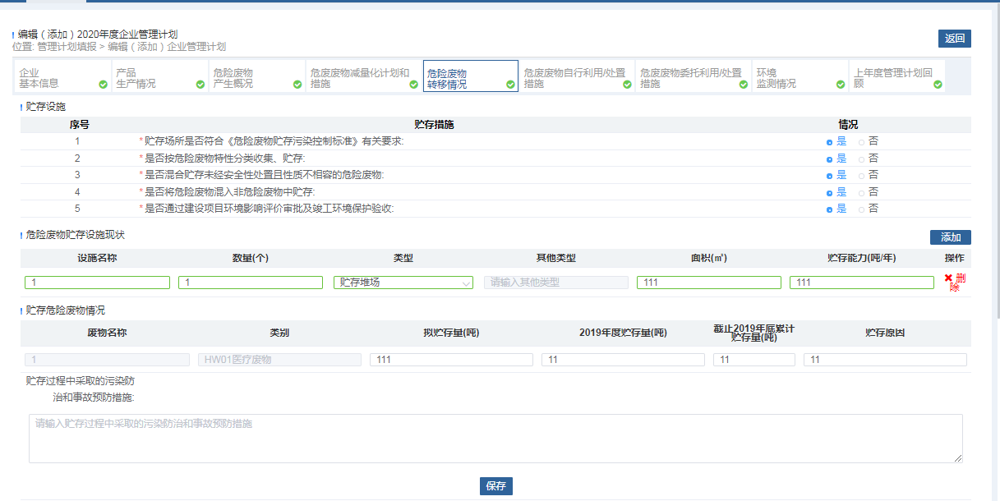 编辑（添加）2020年度企业管理计划
位置: 管理计划填报 > 编辑（添加）企业管理计划
返回
企业
基本信息
产品
生产情况
危险废物
产生概况
危废废物减量化计划和
措施
危险废物
转移情况
危废废物自行利用/处置
措施
危废废物委托利用/处置
措施
环境
监测情况
上年度管理计划回
顾
贮存设施
序号 贮存措施 情况
1 *贮存场所是否符合《危险废物贮存污染控制标准》有关要求: 是 否
2 *是否按危险废物特性分类收集、贮存: 是 否
3 *是否混合贮存未经安全性处置且性质不相容的危险废物: 是 否
4 *是否将危险废物混入非危险废物中贮存: 是 否
5 *是否通过建设项目环境影响评价审批及竣工环境保护验收: 是 否
危险废物贮存设施现状
添加
设施名称 数量(个) 类型 其他类型 面积(㎡) 贮存能力(吨/年) 操作
1 1 贮存堆场 请输入其他类型 111 111 删
除
贮存危险废物情况
废物名称 类别 拟贮存量(吨) 2019年度贮存量(吨) 截止2019年底累计
贮存量(吨) 贮存原因
1 HW01医疗废物 111 11 11 11
贮存过程中采取的污染防
治和事故预防措施:
请输入贮存过程中采取的污染防治和事故预防措施
保存